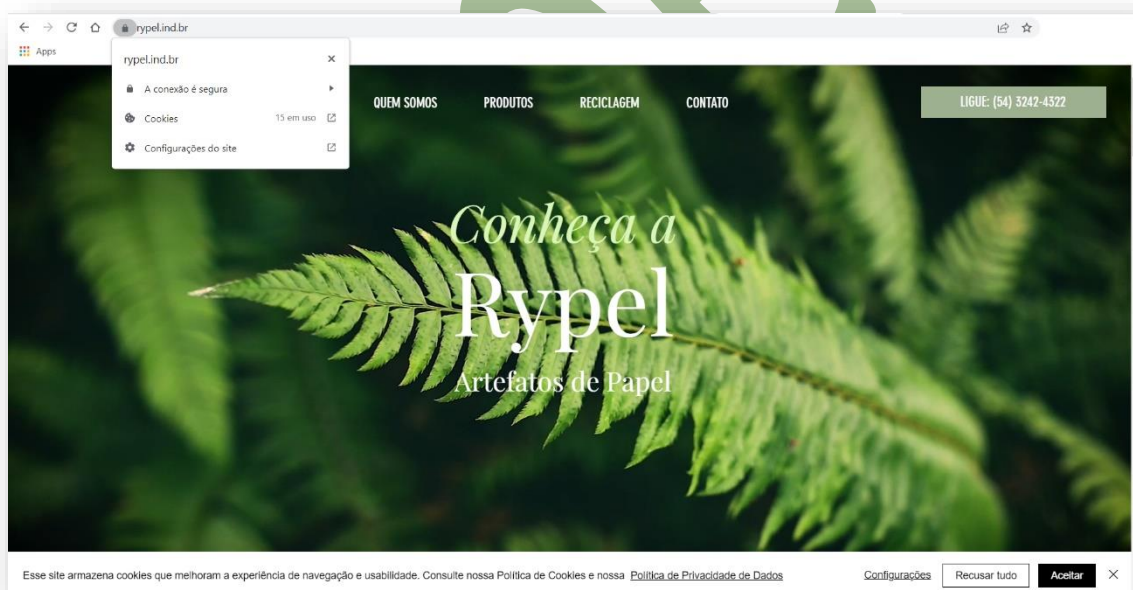 rypel.ind.br
Apps
rypel.ind.br
A conexão é segura
Cookies 15 em uso
Configurações do site
QUEM SOMOS PRODUTOS RECICLAGEM CONTATO LIGUE: (54) 3242-4322
Conheça a
Rypel
Artefatos de Papel
Esse site armazena cookies que melhoram a experiência de navegação e usabilidade. Consulte nossa Política de Cookies e nossa Política de Privacidade de Dados Configurações Recusar tudo Aceitar